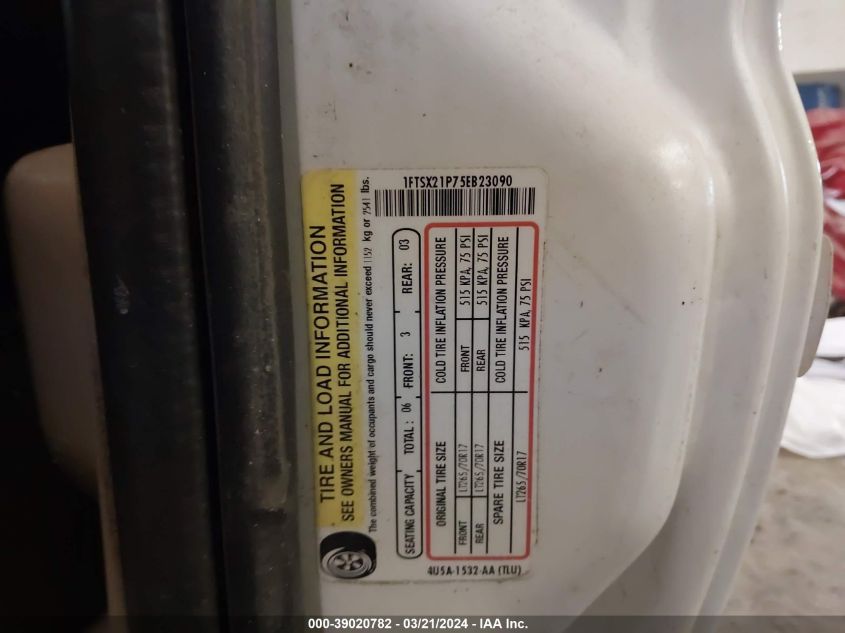 TIRE AND LOAD INFORMATION
SEE OWNERS MANUAL FOR ADDITIONAL INFORMATION
The combined weight of occupants and cargo should never exceed 1152 kg or 2541 lbs.
1FTSX21P75EB23090
SEATING CAPACITY TOTAL: 06 FRONT: 3 REAR: 03
ORIGINAL TIRE SIZE COLD TIRE INFLATION PRESSURE
FRONT LT265/70R17 FRONT 515 KPA, 75 PSI
REAR LT265/70R17 REAR 515 KPA, 75 PSI
SPARE TIRE SIZE COLD TIRE INFLATION PRESSURE
LT265/70R17 515 KPA, 75 PSI
4U5A-1532-AA (TLU)
000-39020782 - 03/21/2024 - IAA Inc.